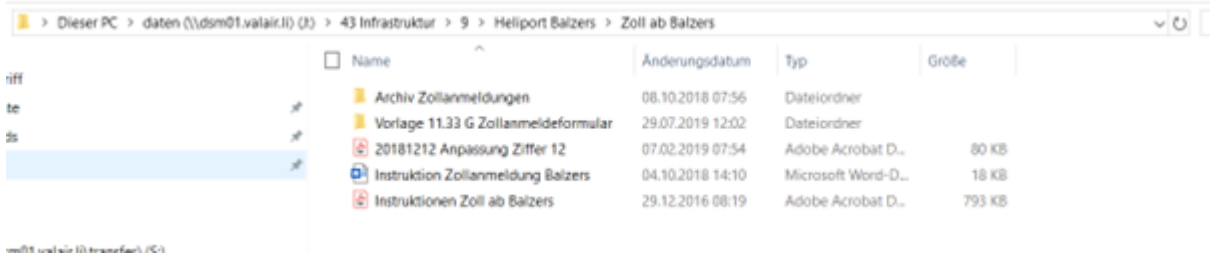 > Dieser PC > daten (\\dsm01.valair.li) (J:) > 43 Infrastruktur > 9 > Heliport Balzers > Zoll ab Balzers
Name Änderungsdatum Typ Größe
riff
Archiv Zollanmeldungen 08.10.2018 07:56 Dateiordner
te
Vorlage 11.33 G Zollanmeldeformular 29.07.2019 12:02 Dateiordner
ds
20181212 Anpassung Ziffer 12 07.02.2019 07:54 Adobe Acrobat D... 80 KB
Instruktion Zollanmeldung Balzers 04.10.2018 14:10 Microsoft Word-D... 18 KB
Instruktionen Zoll ab Balzers 29.12.2016 08:19 Adobe Acrobat D... 793 KB
sm01.valair.li\transfer) (S:)